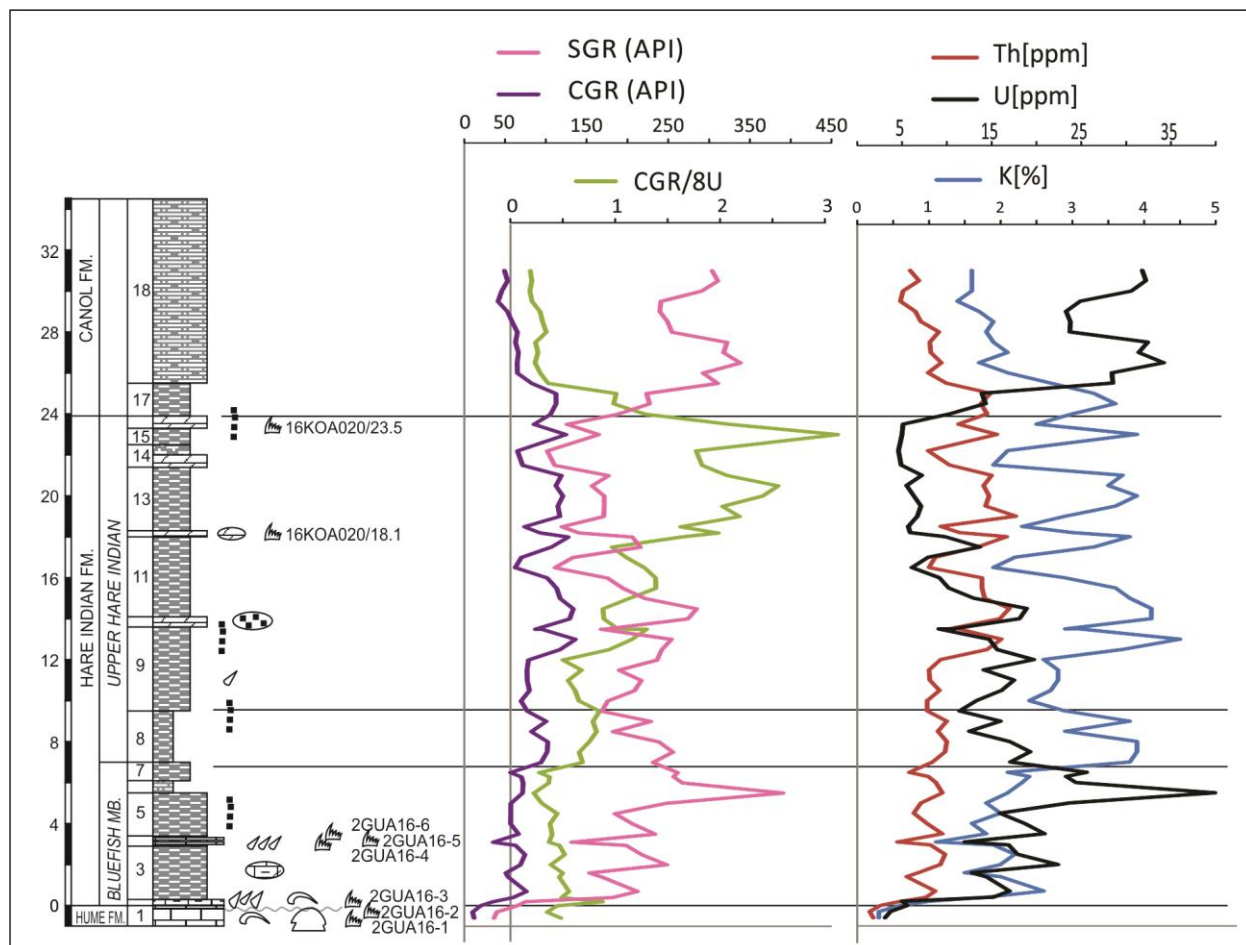 SGR (API)
CGR (API)
Th[ppm]
U[ppm]
0 50 150 250 350 450
5 15 25 35
CGR/8U
K[%]
0 1 2 3
0 1 2 3 4 5
CANOL FM.
HARE INDIAN FM.
HUME FM.
UPPER HARE INDIAN
BLUEFISH MB.
32
28
24
20
16
12
8
4
0
18
17
15
14
13
11
9
8
7
5
3
1
16KOA020/23.5
16KOA020/18.1
2GUA16-6
2GUA16-5
2GUA16-4
2GUA16-3
2GUA16-2
2GUA16-1